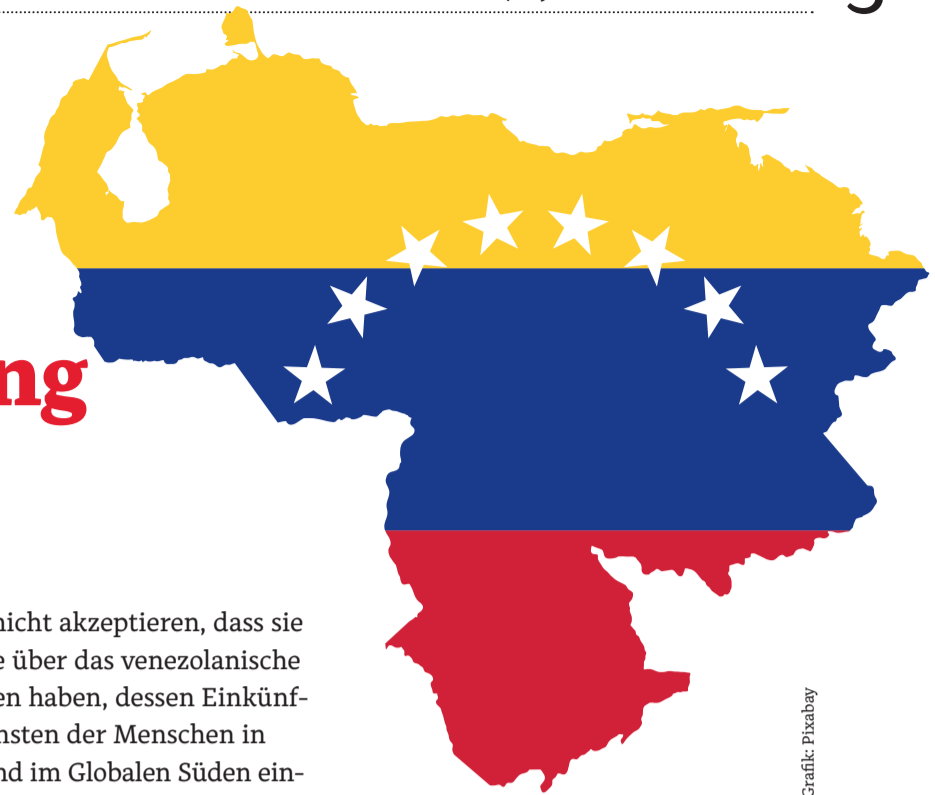 ng
nicht akzeptieren, dass sie
über das venezolanische
en haben, dessen Einkünf-
nsten der Menschen in
nd im Globalen Süden ein-
Grafik: Pixabay